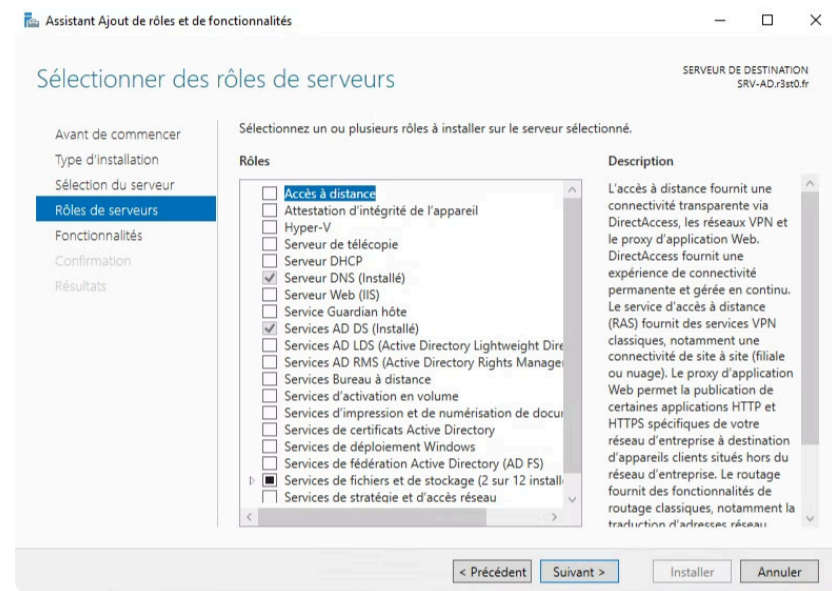 Assistant Ajout de rôles et de fonctionnalités
Sélectionner des rôles de serveurs
SERVEUR DE DESTINATION
SRV-AD.r3st0.fr
Avant de commencer
Type d'installation
Sélection du serveur
Rôles de serveurs
Fonctionnalités
Confirmation
Résultats
Sélectionnez un ou plusieurs rôles à installer sur le serveur sélectionné.
Rôles
Accès à distance
Attestation d'intégrité de l'appareil
Hyper-V
Serveur de télécopie
Serveur DHCP
Serveur DNS (Installé)
Serveur Web (IIS)
Service Guardian hôte
Services AD DS (Installé)
Services AD LDS (Active Directory Lightweight Dire
Services AD RMS (Active Directory Rights Manage
Services Bureau à distance
Services d'activation en volume
Services d'impression et de numérisation de docu
Services de certificats Active Directory
Services de déploiement Windows
Services de fédération Active Directory (AD FS)
Services de fichiers et de stockage (2 sur 12 install
Services de stratégie et d'accès réseau
Description
L'accès à distance fournit une
connectivité transparente via
DirectAccess, les réseaux VPN et
le proxy d'application Web.
DirectAccess fournit une
expérience de connectivité
permanente et gérée en continu.
Le service d'accès à distance
(RAS) fournit des services VPN
classiques, notamment une
connectivité de site à site (filiale
ou nuage). Le proxy d'application
Web permet la publication de
certaines applications HTTP et
HTTPS spécifiques de votre
réseau d'entreprise à destination
d'appareils clients situés hors du
réseau d'entreprise. Le routage
fournit des fonctionnalités de
routage classiques, notamment la
traduction d'adresses réseau
< Précédent
Suivant >
Installer
Annuler